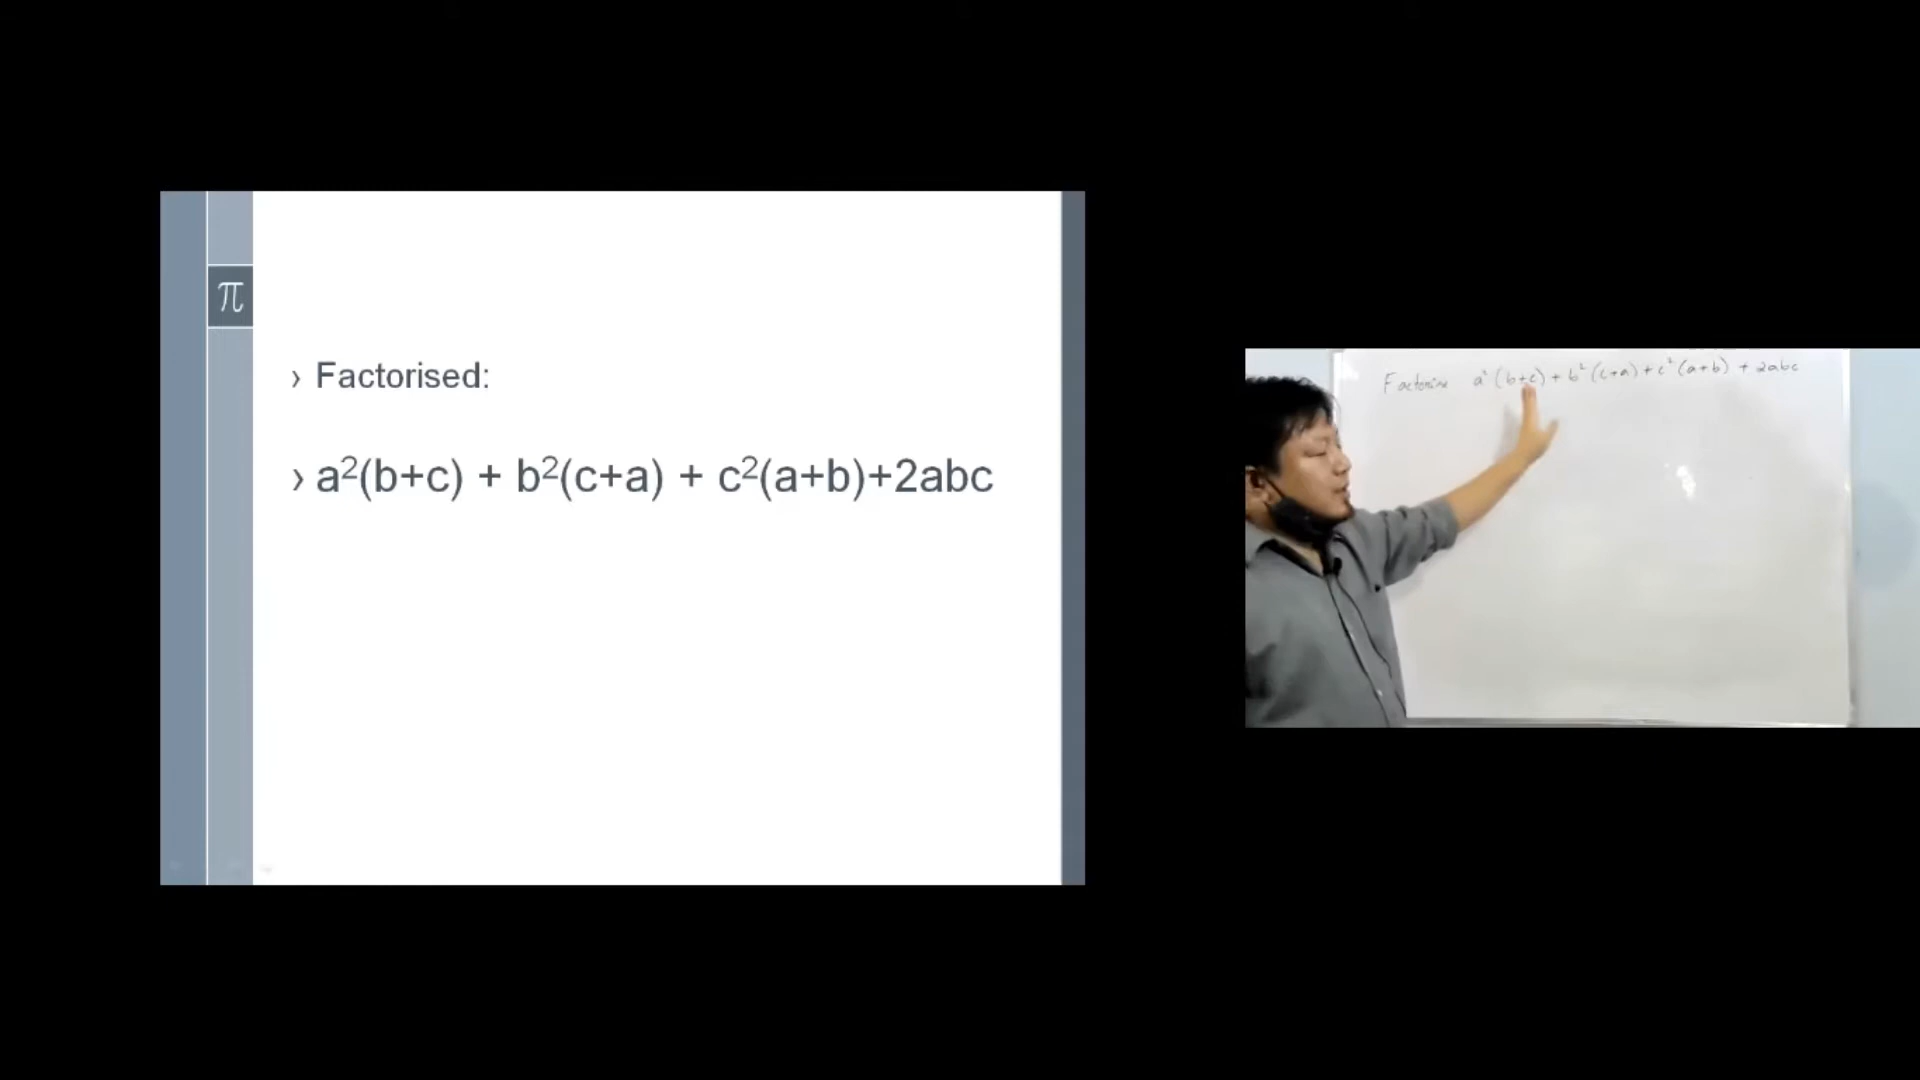 π
› Factorised:
› a²(b+c) + b²(c+a) + c²(a+b)+2abc
Factorise a² (b+c) + b² (c+a) + c² (a+b) + 2abc